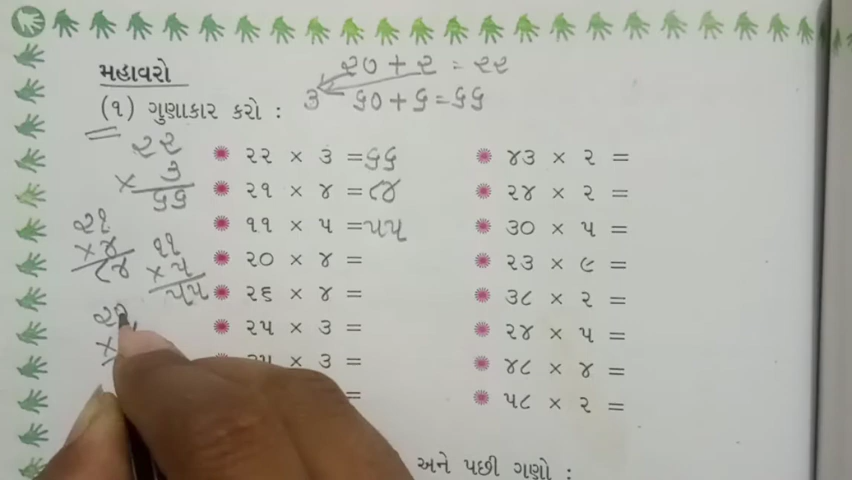 મહાવરો
૨૦ + ૨ = ૨૨
(૧) ગુણાકાર કરો :
૩ ૬૦ + ૬ = ૬૬
૨૨
× ૩
૬૬
૨૧
× ૪
૮૪
૧૧
× ૫
૫૫
૨૨ × ૩ = ૬૬
૨૧ × ૪ = ૮૪
૧૧ × ૫ = ૫૫
૨૦ × ૪ =
૨૬ × ૪ =
૨૫ × ૩ =
× ૩ =
=
૪૩ × ૨ =
૨૪ × ૨ =
૩૦ × ૫ =
૨૩ × ૯ =
૩૮ × ૨ =
૨૪ × ૫ =
૪૮ × ૪ =
૫૮ × ૨ =
અને પછી ગણો :